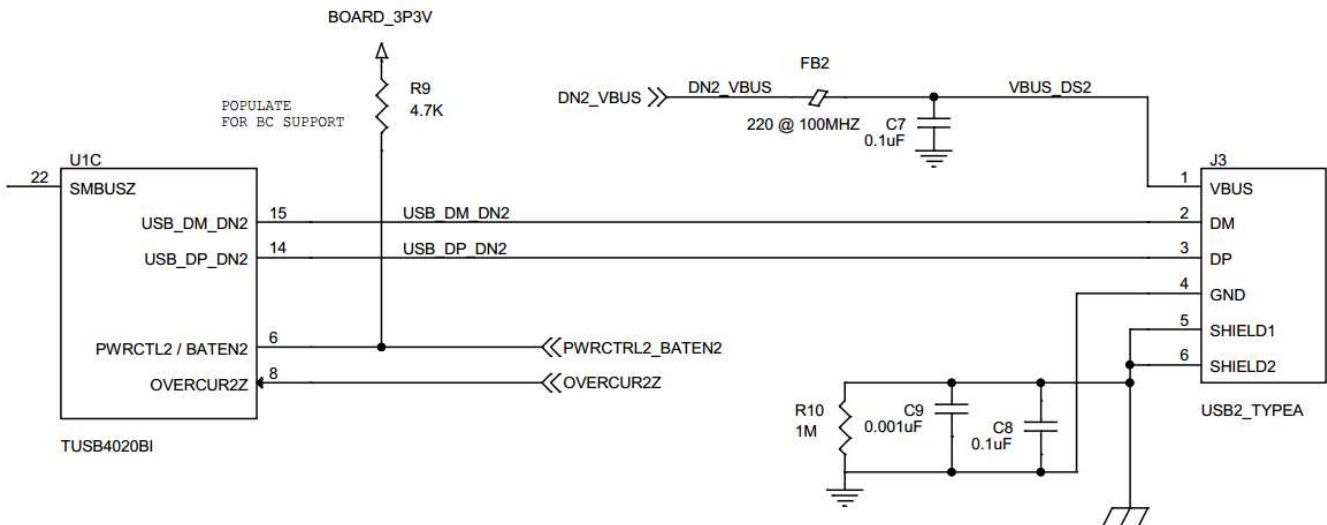 BOARD_3P3V
R9
4.7K
POPULATE
FOR BC SUPPORT
FB2
DN2_VBUS
DN2_VBUS
VBUS_DS2
220 @ 100MHZ
C7
0.1uF
U1C
J3
22
SMBUSZ
1
VBUS
USB_DM_DN2
15
USB_DM_DN2
2
DM
USB_DP_DN2
14
USB_DP_DN2
3
DP
4
GND
PWRCTL2 / BATEN2
6
PWRCTRL2_BATEN2
5
SHIELD1
OVERCUR2Z
8
OVERCUR2Z
6
SHIELD2
R10
1M
C9
0.001uF
C8
0.1uF
USB2_TYPEA
TUSB4020BI